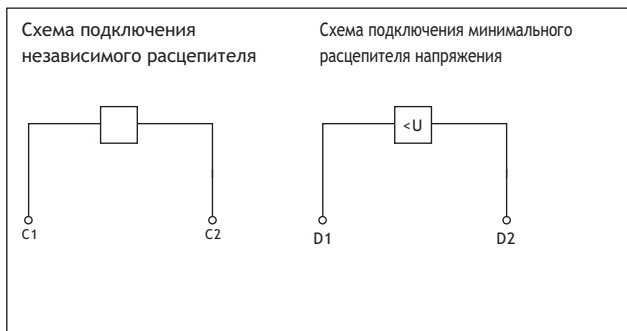 Схема подключения
независимого расцепителя
Схема подключения минимального
расцепителя напряжения
<U
C1
C2
D1
D2